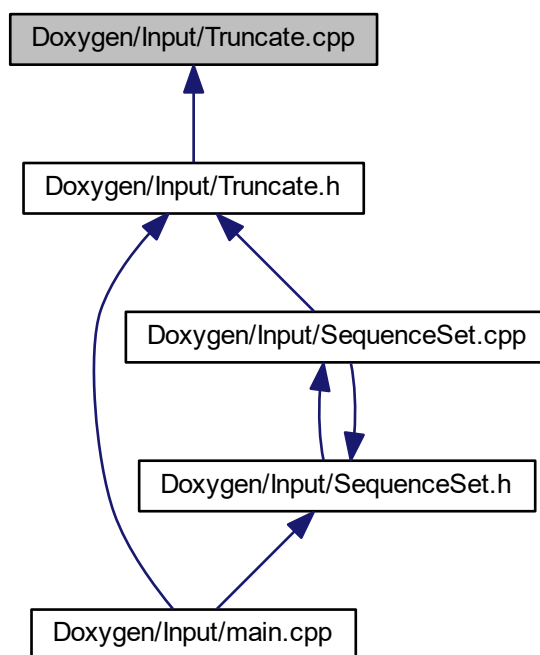 Doxygen/Input/Truncate.cpp
Doxygen/Input/Truncate.h
Doxygen/Input/SequenceSet.cpp
Doxygen/Input/SequenceSet.h
Doxygen/Input/main.cpp